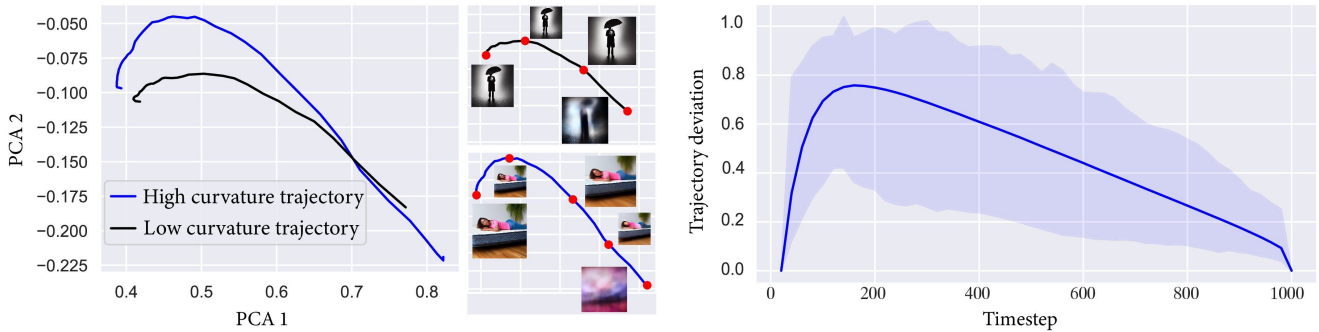 PCA 2
−0.050
−0.075
−0.100
−0.125
−0.150
−0.175
−0.200
−0.225
High curvature trajectory
Low curvature trajectory
0.4 0.5 0.6 0.7 0.8
PCA 1
Trajectory deviation
1.0
0.8
0.6
0.4
0.2
0.0
0 200 400 600 800 1000
Timestep